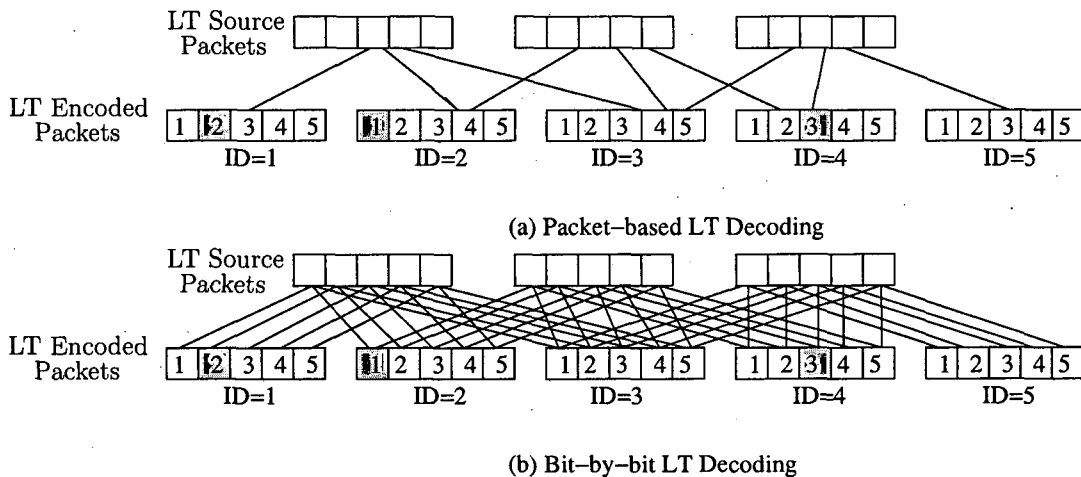 LT Source
Packets
LT Encoded
Packets
1 2 3 4 5 1 2 3 4 5 1 2 3 4 5 1 2 3 4 5 1 2 3 4 5
ID=1 ID=2 ID=3 ID=4 ID=5
(a) Packet–based LT Decoding
LT Source
Packets
LT Encoded
Packets
1 2 3 4 5 1 2 3 4 5 1 2 3 4 5 1 2 3 4 5 1 2 3 4 5
ID=1 ID=2 ID=3 ID=4 ID=5
(b) Bit–by–bit LT Decoding